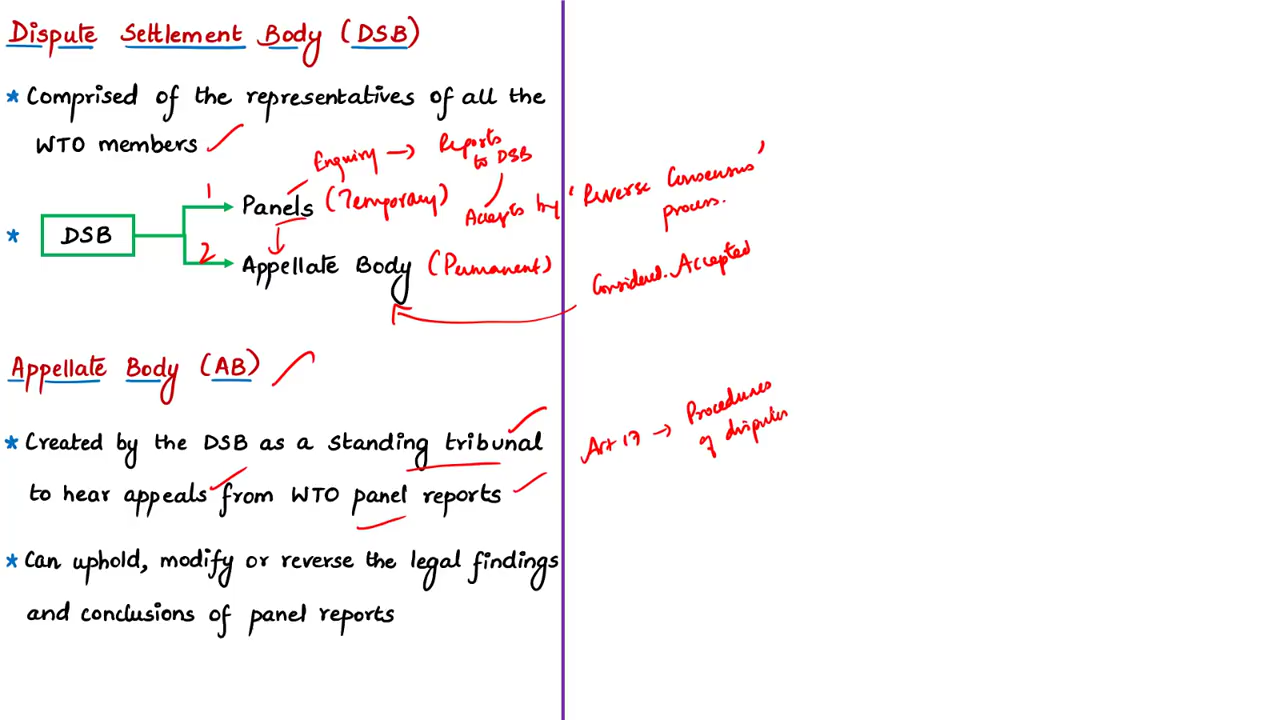 Dispute Settlement Body (DSB)
* Comprised of the representatives of all the
WTO members
Enquiry → Reports
to DSB
1
Panels (Temporary)
Accepts by 'Reverse Consensus'
process.
* DSB
2
Appellate Body (Permanent)
Considered. Accepted
Appellate Body (AB)
* Created by the DSB as a standing tribunal
to hear appeals from WTO panel reports
Art 17 → Procedures
of disputes
* Can uphold, modify or reverse the legal findings
and conclusions of panel reports